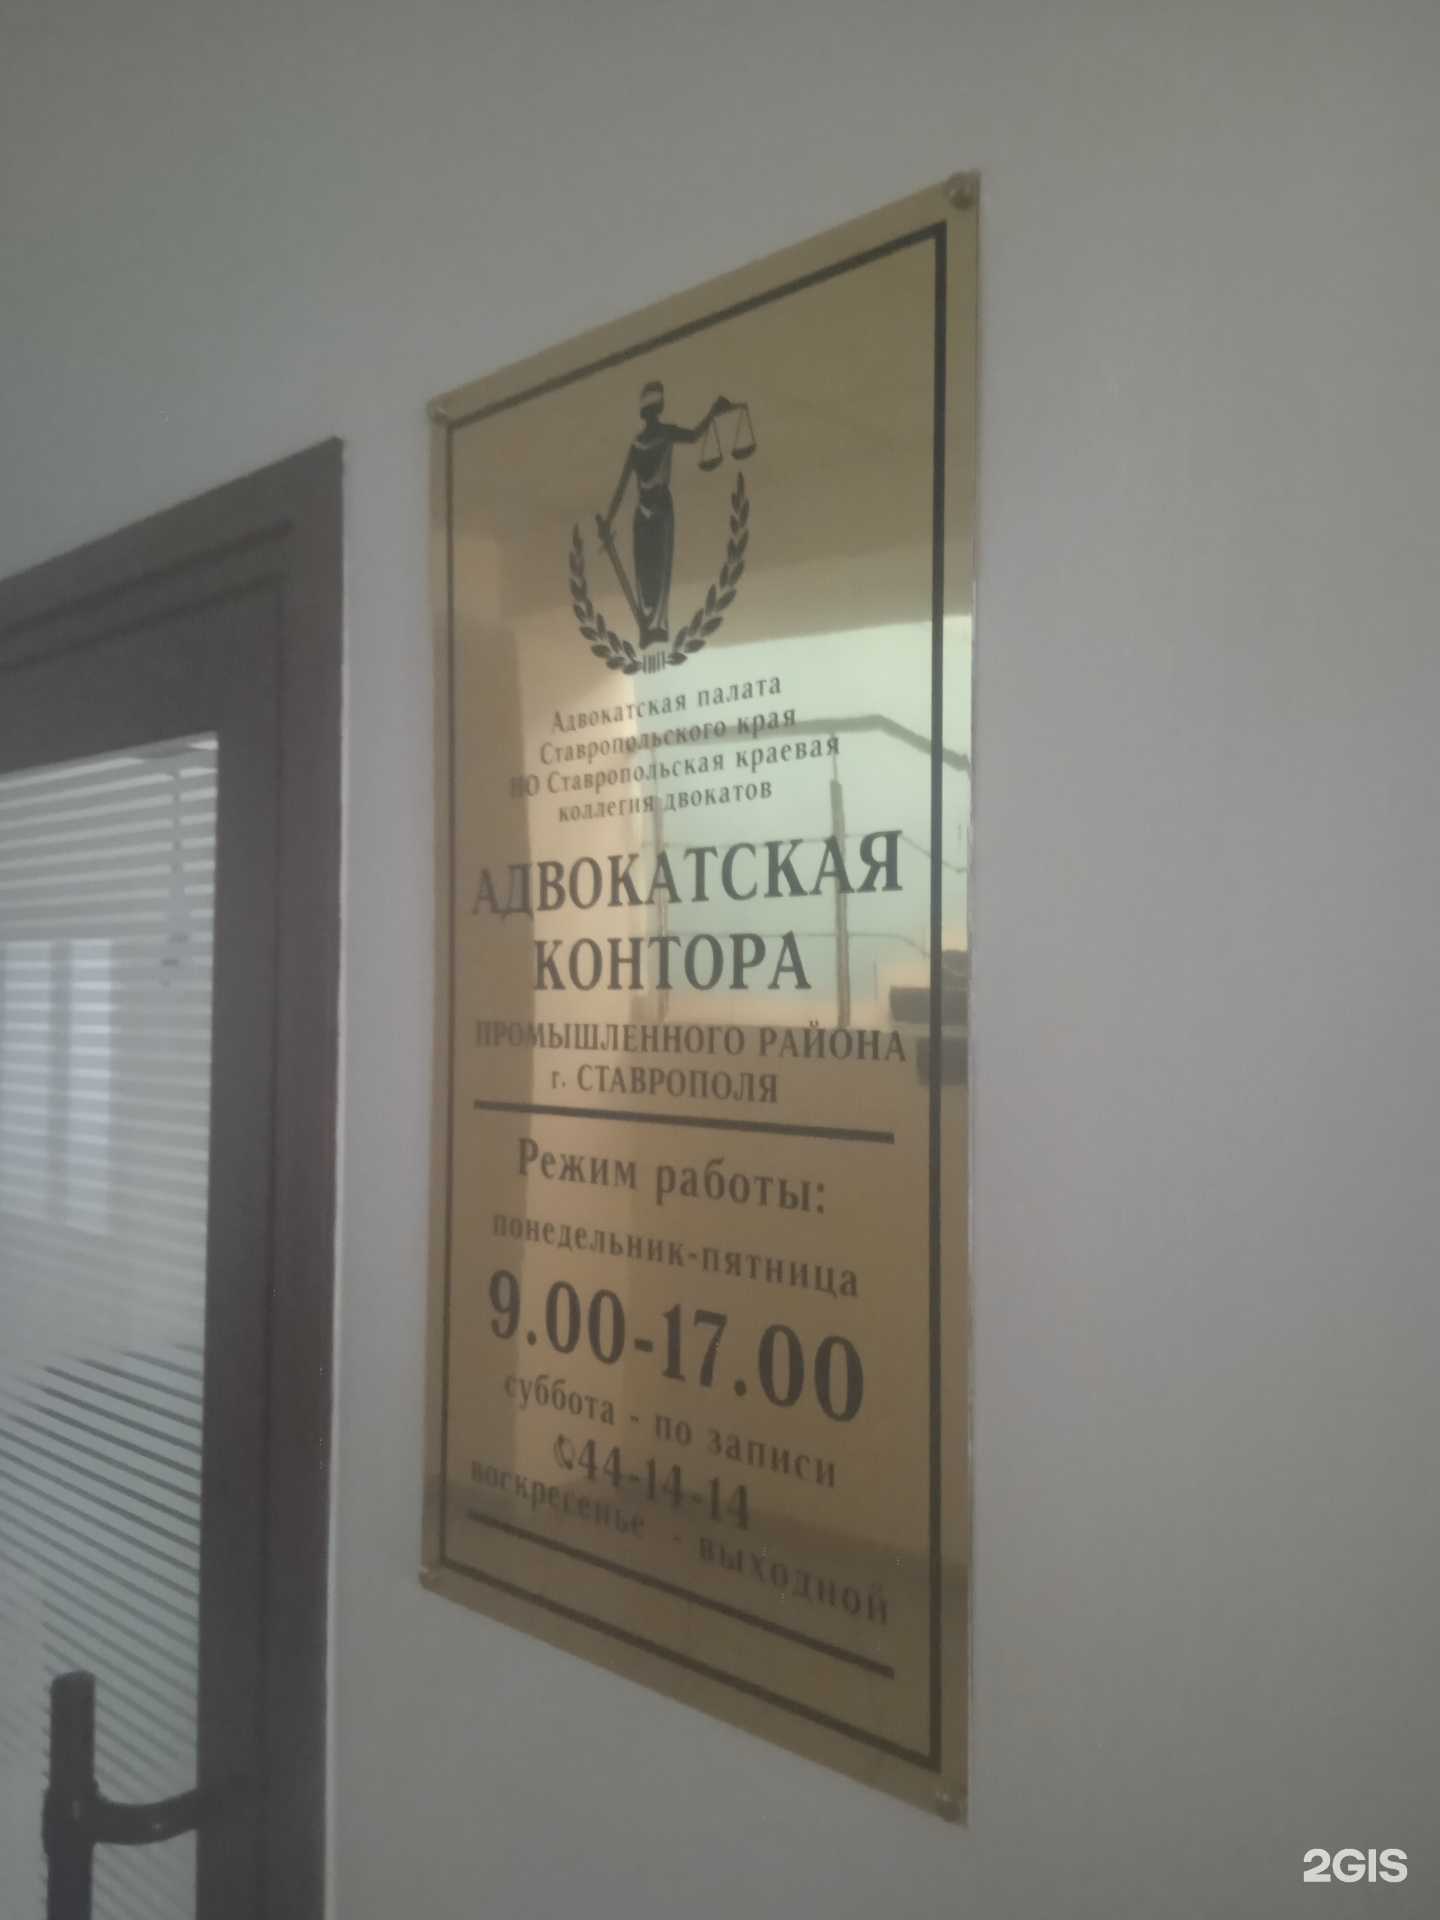 Адвокатская палата
Ставропольского края
НО Ставропольская краевая
коллегия двокатов
АДВОКАТСКАЯ
КОНТОРА
ПРОМЫШЛЕННОГО РАЙОНА
г. СТАВРОПОЛЯ
Режим работы:
понедельник-пятница
9.00-17.00
суббота - по записи
44-14-14
воскресенье - выходной
2GIS